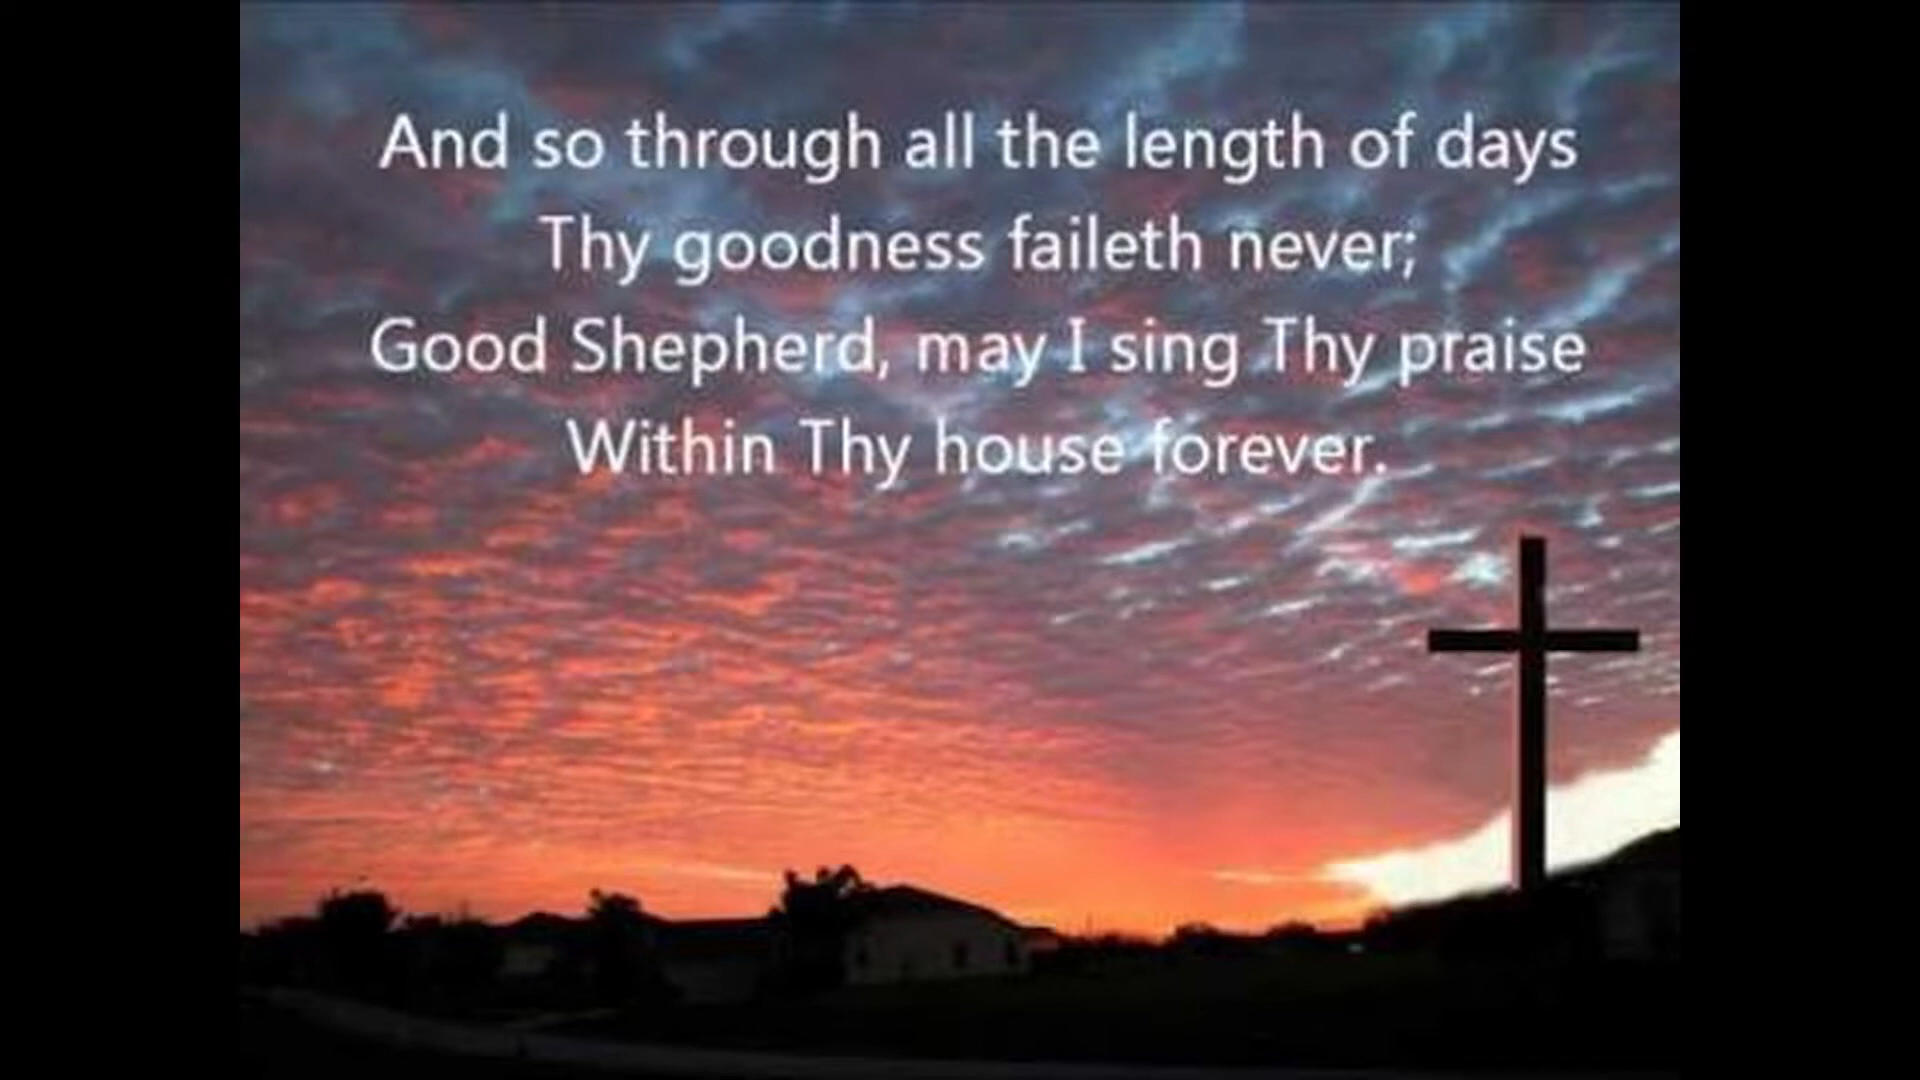 And so through all the length of days
Thy goodness faileth never;
Good Shepherd, may I sing Thy praise
Within Thy house forever.